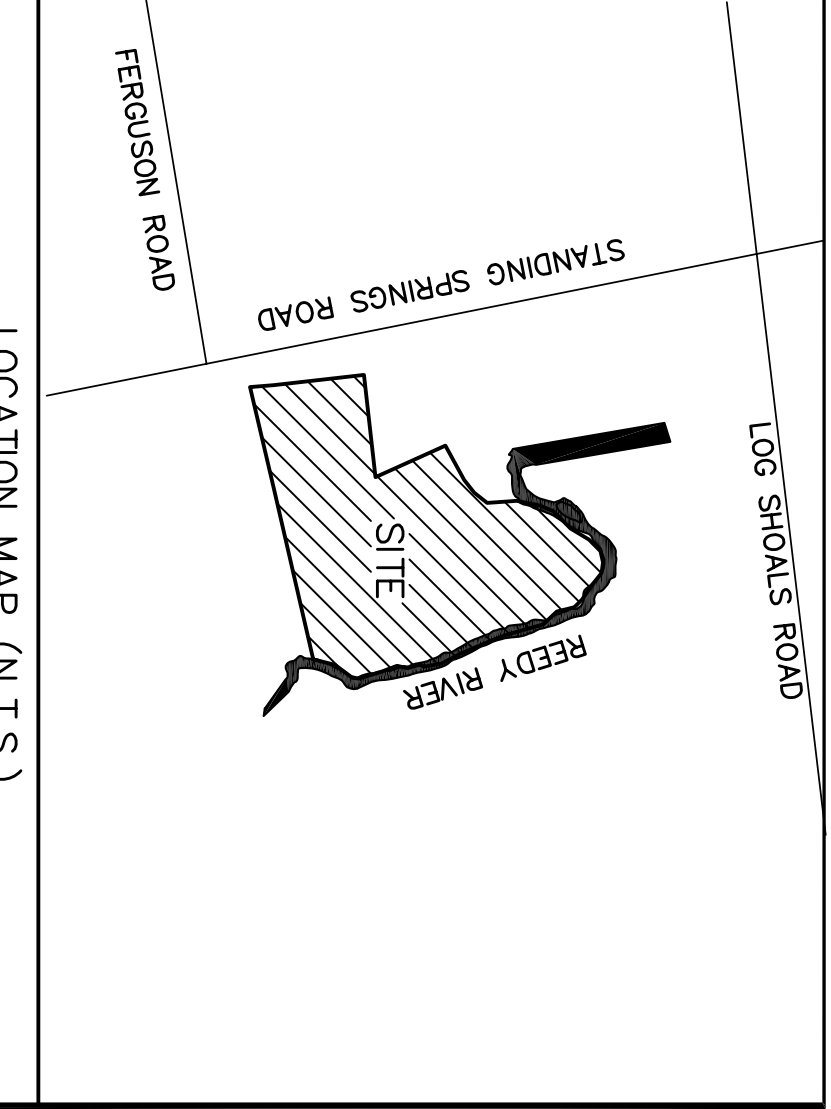 FERGUSON ROAD
STANDING SPRINGS ROAD
LOG SHOALS ROAD
SITE
REEDY RIVER
LOCATION MAP (N.T.S.)